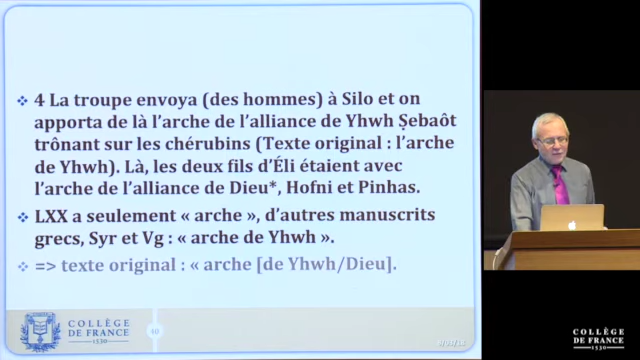 4 La troupe envoya (des hommes) à Silo et on
apporta de là l’arche de l’alliance de Yhwh Ṣebaôt
trônant sur les chérubins (Texte original : l’arche
de Yhwh). Là, les deux fils d’Éli étaient avec
l’arche de l’alliance de Dieu*, Hofni et Pinhas.
LXX a seulement « arche », d’autres manuscrits
grecs, Syr et Vg : « arche de Yhwh ».
=> texte original : « arche [de Yhwh/Dieu].
COLLÈGE
DE FRANCE
1530
40
COLLÈGE
DE FRANCE
1530